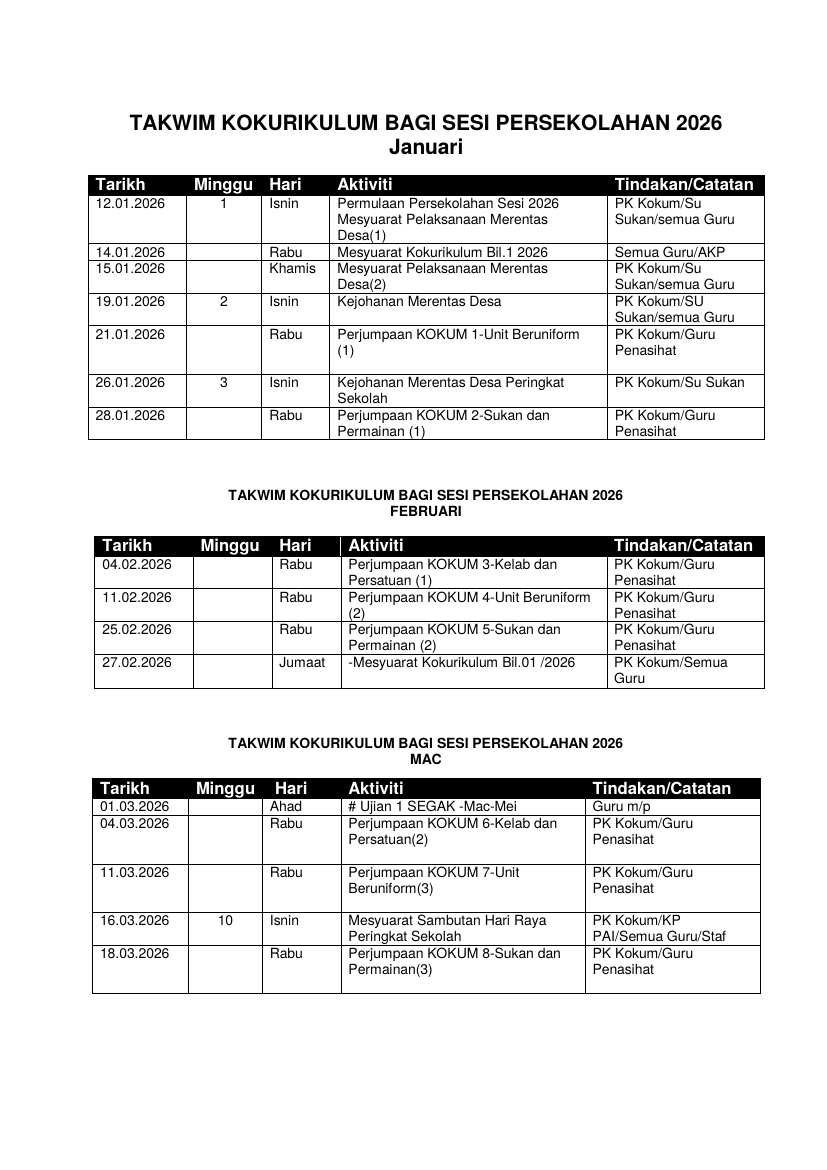 TAKWIM KOKURIKULUM BAGI SESI PERSEKOLAHAN 2026
Januari
Tarikh Minggu Hari Aktiviti Tindakan/Catatan
12.01.2026 1 Isnin Permulaan Persekolahan Sesi 2026 PK Kokum/Su
Mesyuarat Pelaksanaan Merentas Sukan/semua Guru
Desa(1)
14.01.2026 Rabu Mesyuarat Kokurikulum Bil.1 2026 Semua Guru/AKP
15.01.2026 Khamis Mesyuarat Pelaksanaan Merentas PK Kokum/Su
Desa(2) Sukan/semua Guru
19.01.2026 2 Isnin Kejohanan Merentas Desa PK Kokum/SU
Sukan/semua Guru
21.01.2026 Rabu Perjumpaan KOKUM 1-Unit Beruniform PK Kokum/Guru
(1) Penasihat
26.01.2026 3 Isnin Kejohanan Merentas Desa Peringkat PK Kokum/Su Sukan
Sekolah
28.01.2026 Rabu Perjumpaan KOKUM 2-Sukan dan PK Kokum/Guru
Permainan (1) Penasihat
TAKWIM KOKURIKULUM BAGI SESI PERSEKOLAHAN 2026
FEBRUARI
Tarikh Minggu Hari Aktiviti Tindakan/Catatan
04.02.2026 Rabu Perjumpaan KOKUM 3-Kelab dan PK Kokum/Guru
Persatuan (1) Penasihat
11.02.2026 Rabu Perjumpaan KOKUM 4-Unit Beruniform PK Kokum/Guru
(2) Penasihat
25.02.2026 Rabu Perjumpaan KOKUM 5-Sukan dan PK Kokum/Guru
Permainan (2) Penasihat
27.02.2026 Jumaat -Mesyuarat Kokurikulum Bil.01 /2026 PK Kokum/Semua
Guru
TAKWIM KOKURIKULUM BAGI SESI PERSEKOLAHAN 2026
MAC
Tarikh Minggu Hari Aktiviti Tindakan/Catatan
01.03.2026 Ahad # Ujian 1 SEGAK -Mac-Mei Guru m/p
04.03.2026 Rabu Perjumpaan KOKUM 6-Kelab dan PK Kokum/Guru
Persatuan(2) Penasihat
11.03.2026 Rabu Perjumpaan KOKUM 7-Unit PK Kokum/Guru
Beruniform(3) Penasihat
16.03.2026 10 Isnin Mesyuarat Sambutan Hari Raya PK Kokum/KP
Peringkat Sekolah PAI/Semua Guru/Staf
18.03.2026 Rabu Perjumpaan KOKUM 8-Sukan dan PK Kokum/Guru
Permainan(3) Penasihat